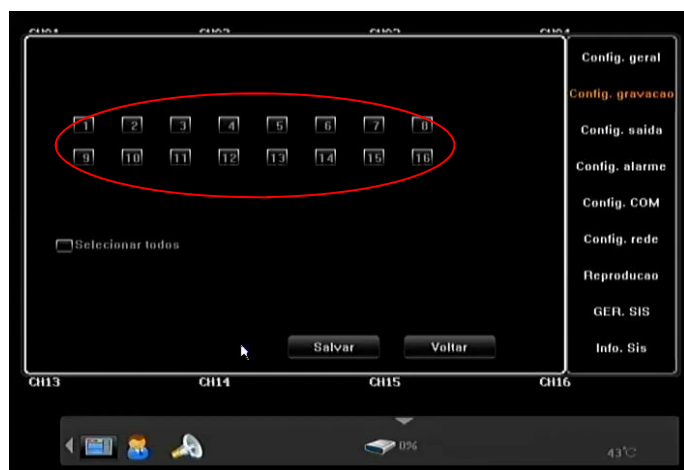 Config. geral
Config. gravacao
1 2 3 4 5 6 7 8
Config. saida
9 10 11 12 13 14 15 16
Config. alarme
Config. COM
Selecionar todos
Config. rede
Reproducao
GER. SIS
Salvar Voltar
Info. Sis
CH13 CH14 CH15 CH16
0%
43°C